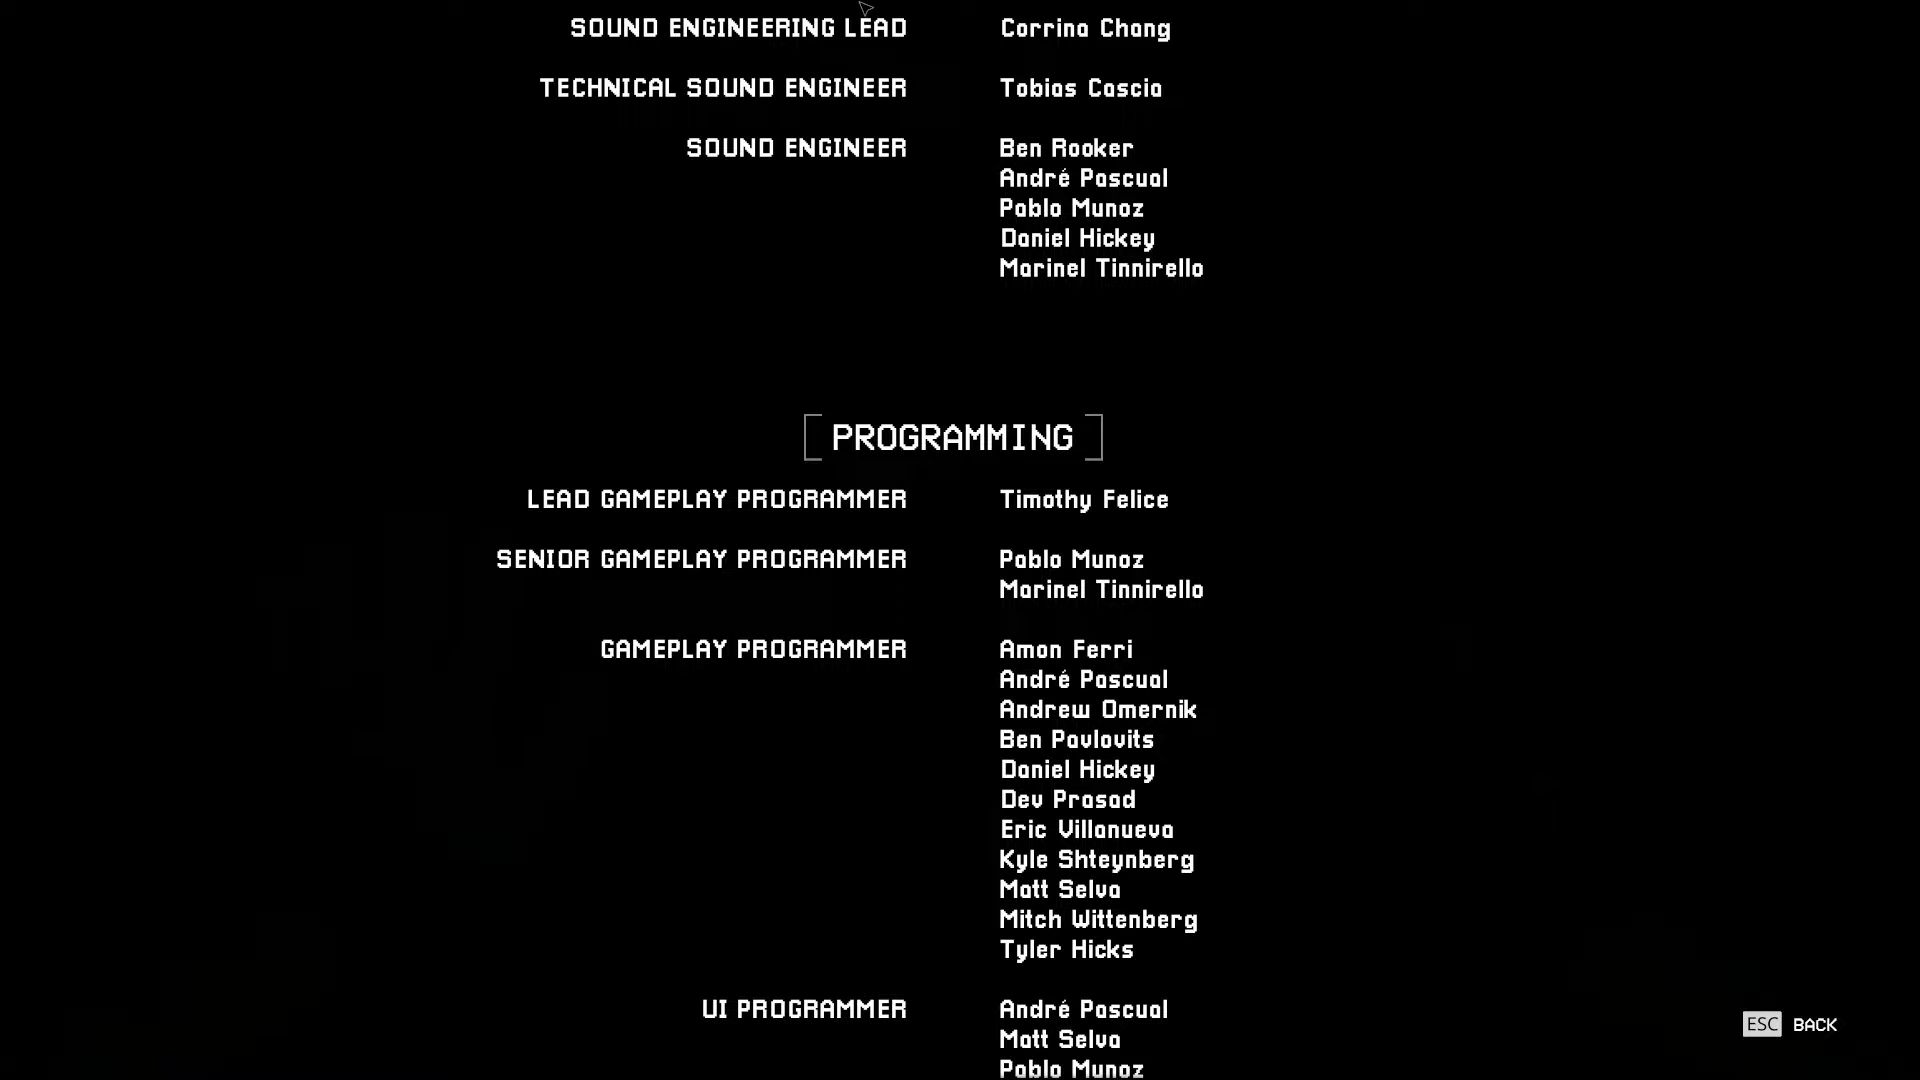 SOUND ENGINEERING LEAD Corrina Chang
TECHNICAL SOUND ENGINEER Tobias Cascia
SOUND ENGINEER Ben Rooker
André Pascual
Pablo Munoz
Daniel Hickey
Marinel Tinnirello
PROGRAMMING
LEAD GAMEPLAY PROGRAMMER Timothy Felice
SENIOR GAMEPLAY PROGRAMMER Pablo Munoz
Marinel Tinnirello
GAMEPLAY PROGRAMMER Amon Ferri
André Pascual
Andrew Omernik
Ben Pavlovits
Daniel Hickey
Dev Prasad
Eric Villanueva
Kyle Shteynberg
Matt Selva
Mitch Wittenberg
Tyler Hicks
UI PROGRAMMER André Pascual
Matt Selva
Pablo Munoz
ESC BACK